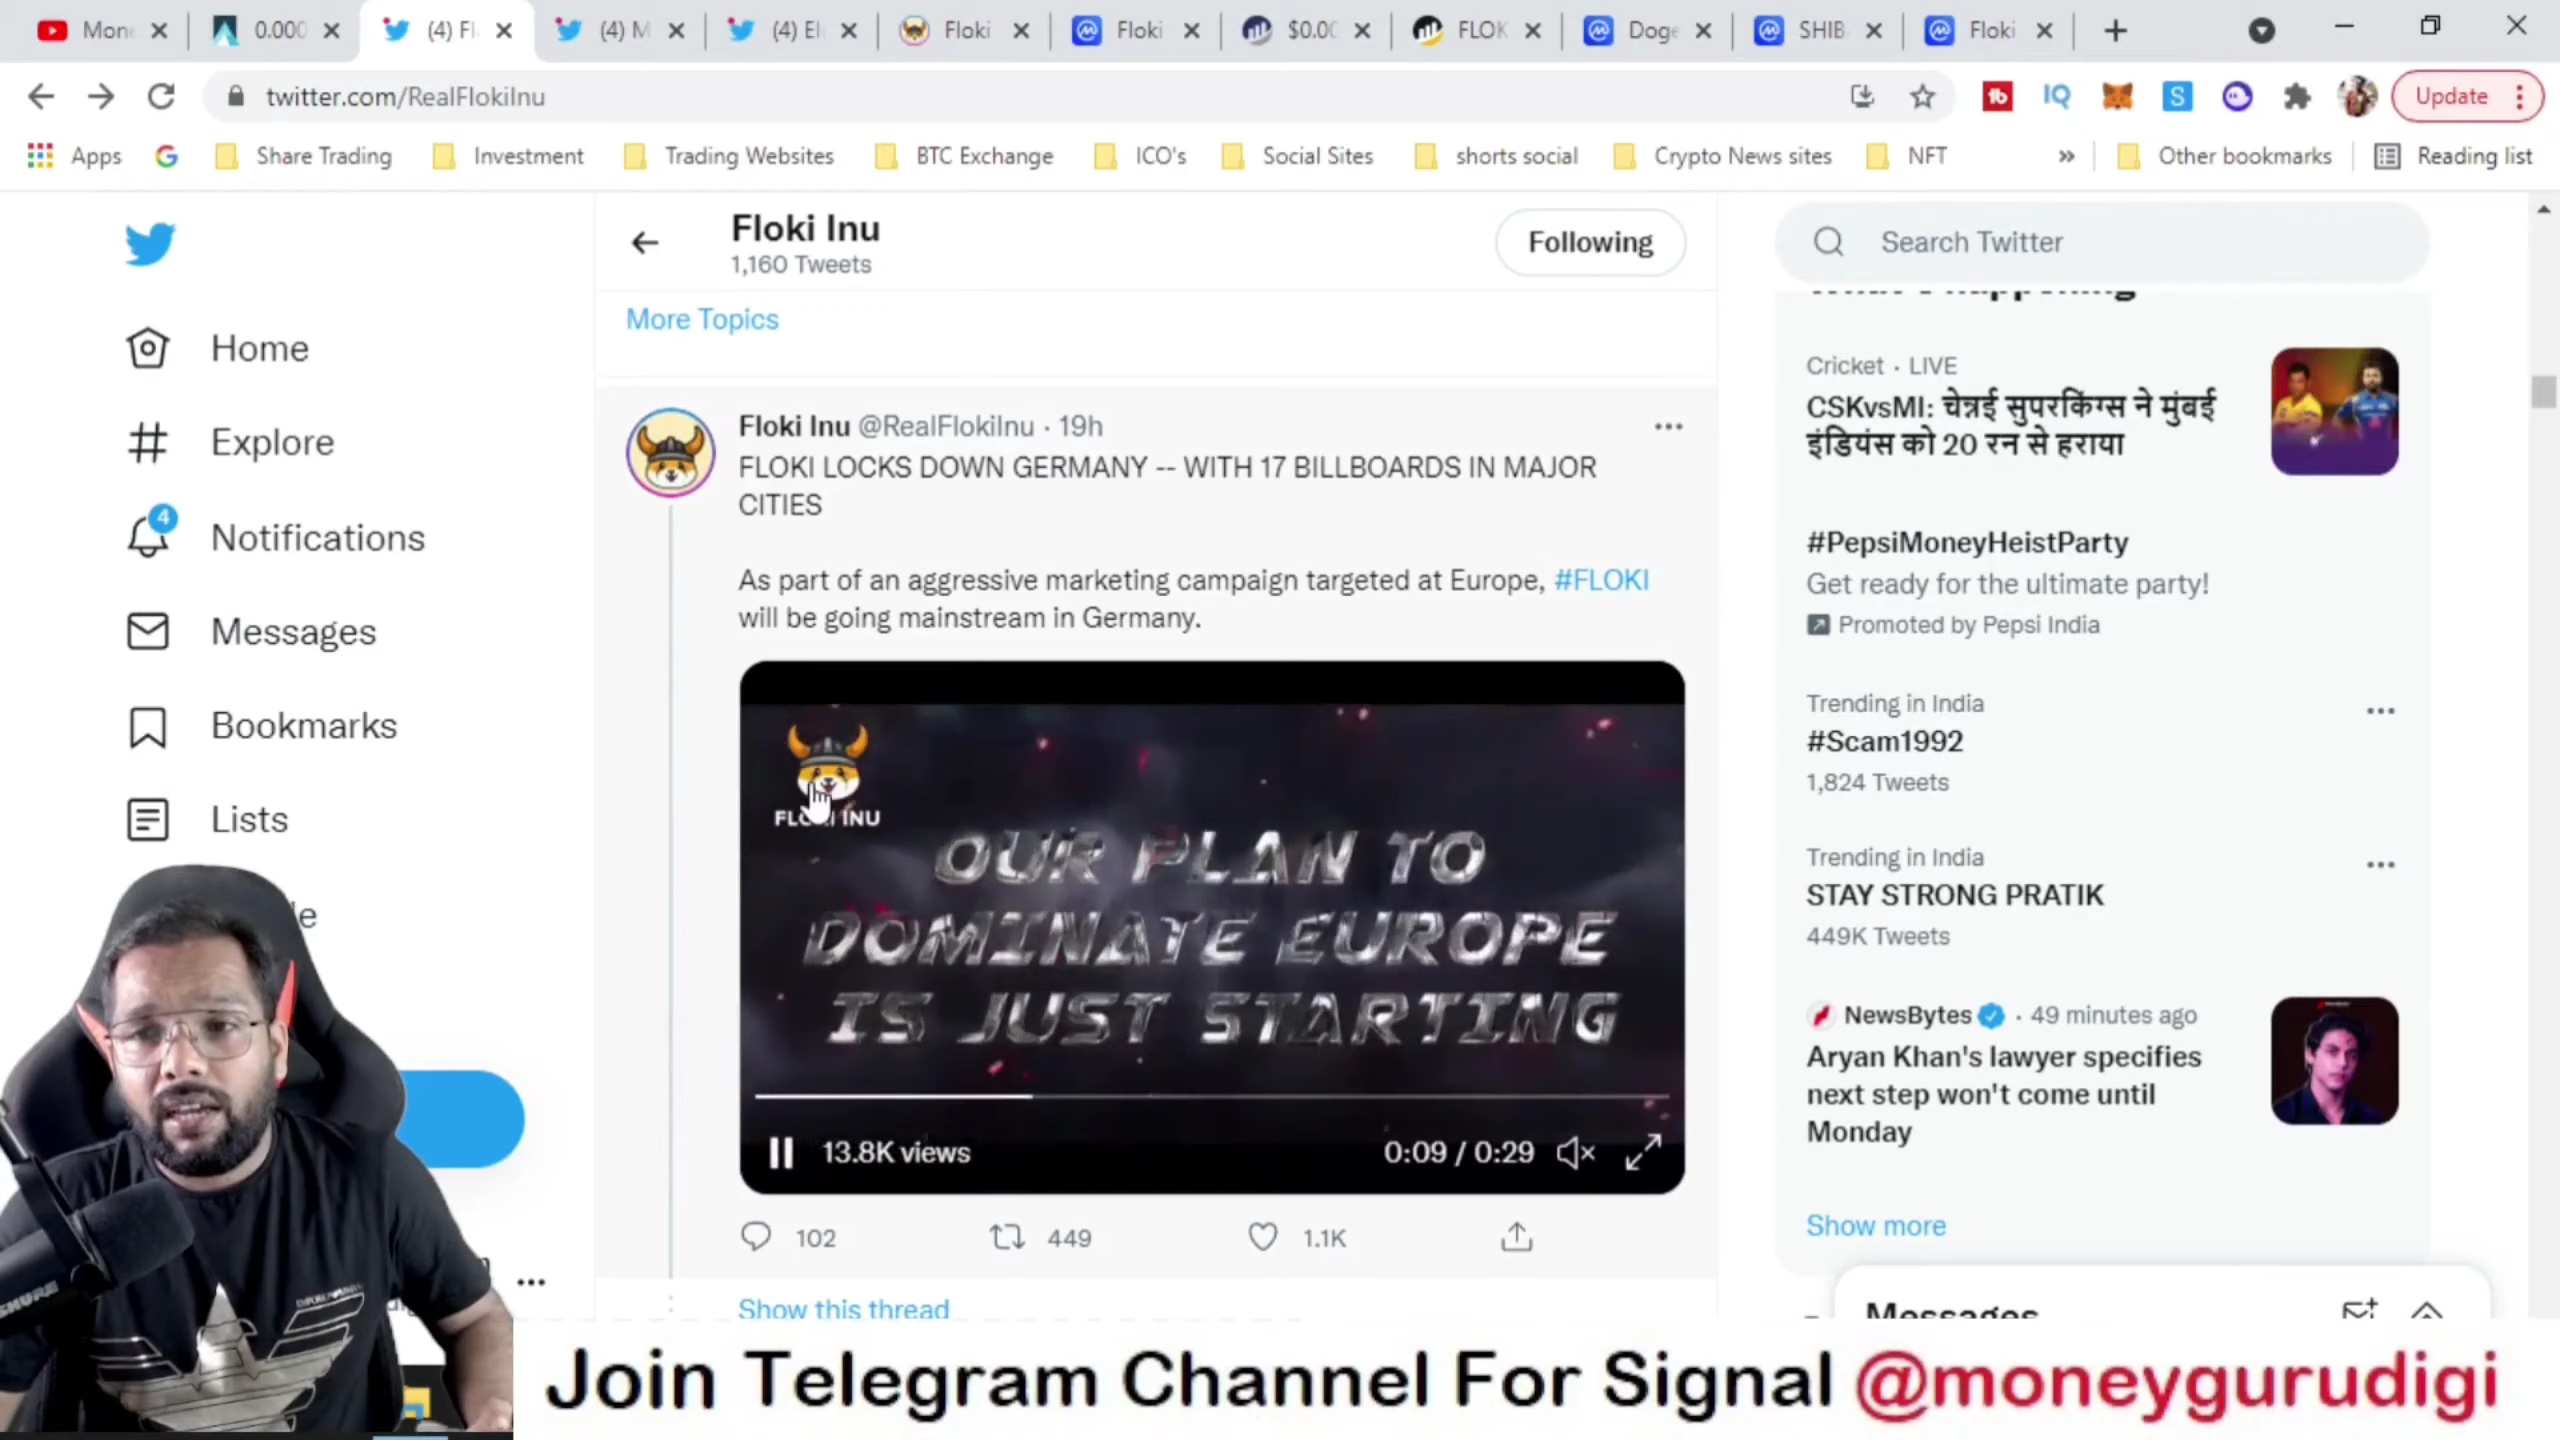 Mone
0.000
(4) Fl
(4) M
(4) El
Floki
Floki
$0.00
FLOK
Doge
SHIB
Floki
twitter.com/RealFlokiInu
Update
Apps
Share Trading
Investment
Trading Websites
BTC Exchange
ICO's
Social Sites
shorts social
Crypto News sites
NFT
Other bookmarks
Reading list
Home
Explore
4
Notifications
Messages
Bookmarks
Lists
le
Floki Inu
1,160 Tweets
Following
More Topics
Floki Inu @RealFlokiInu · 19h
FLOKI LOCKS DOWN GERMANY -- WITH 17 BILLBOARDS IN MAJOR
CITIES
As part of an aggressive marketing campaign targeted at Europe, #FLOKI
will be going mainstream in Germany.
FLOKI INU
OUR PLAN TO
DOMINATE EUROPE
IS JUST STARTING
13.8K views
0:09 / 0:29
102
449
1.1K
Show this thread
Search Twitter
What's happening
Cricket · LIVE
CSKvsMI: चेन्नई सुपरकिंग्स ने मुंबई
इंडियंस को 20 रन से हराया
#PepsiMoneyHeistParty
Get ready for the ultimate party!
Promoted by Pepsi India
Trending in India
#Scam1992
1,824 Tweets
Trending in India
STAY STRONG PRATIK
449K Tweets
NewsBytes · 49 minutes ago
Aryan Khan's lawyer specifies
next step won't come until
Monday
Show more
Messages
SHURE
Join Telegram Channel For Signal @moneygurudigi